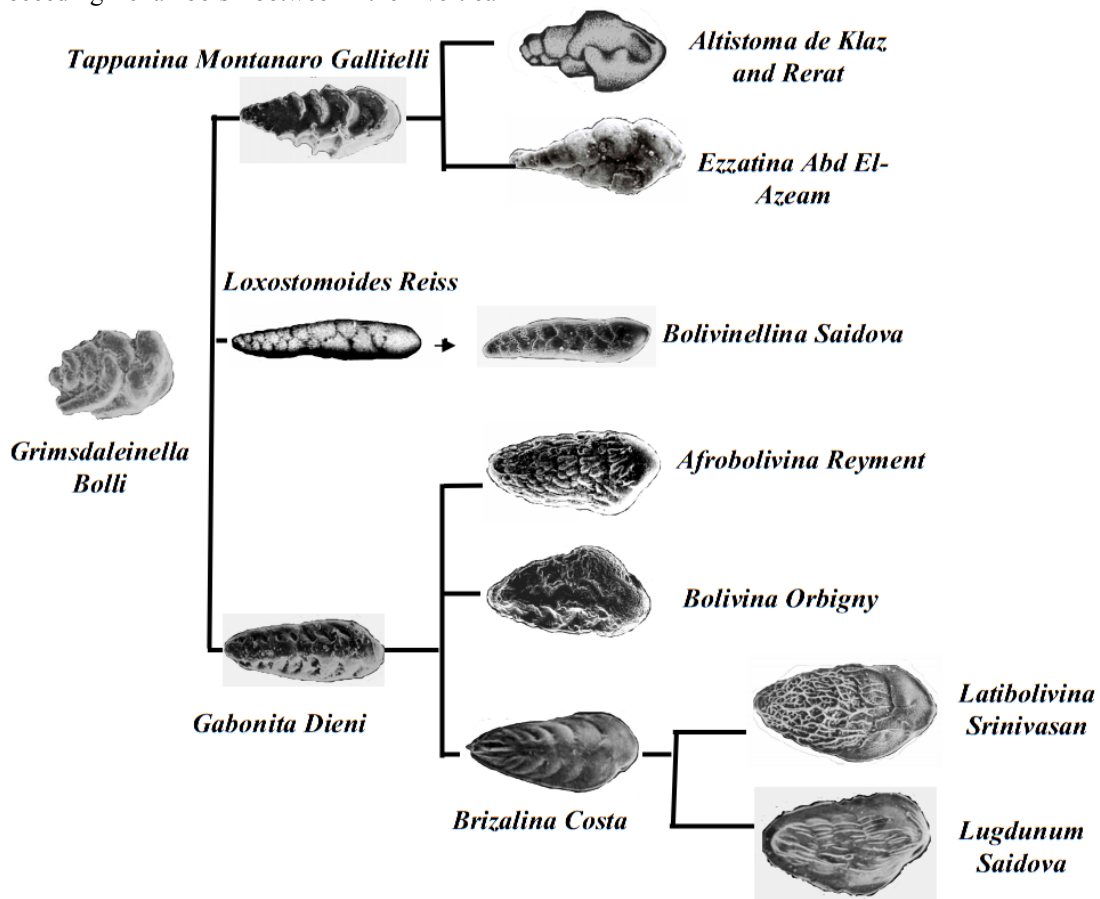 Tappanina Montanaro Gallitelli
Altistoma de Klaz
and Rerat
Ezzatina Abd El-
Azeam
Loxostomoides Reiss
Bolivinellina Saidova
Grimsdaleinella
Bolli
Afrobolivina Reyment
Bolivina Orbigny
Gabonita Dieni
Brizalina Costa
Latibolivina
Srinivasan
Lugdunum
Saidova